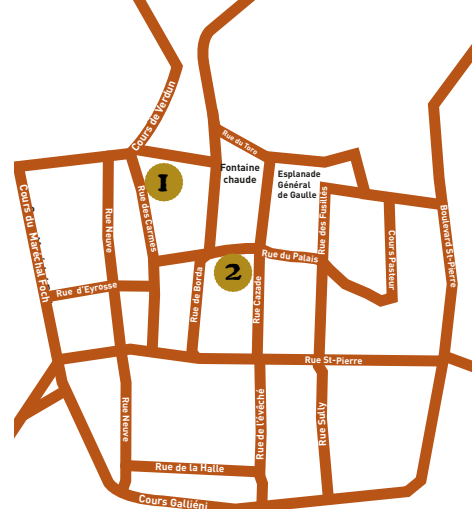 Cours de Verdun
Rue du Toro
Fontaine
chaude
Esplanade
Général
de Gaulle
1
Cours du Maréchal Foch
Rue Neuve
Rue des Carmes
Rue des Fusillés
Boulevard St-Pierre
Cours Pasteur
Rue du Palais
2
Rue de Borda
Rue Cazade
Rue d'Eyrosse
Rue St-Pierre
Rue Neuve
Rue de l'évêché
Rue Sully
Rue de la Halle
Cours Galliéni